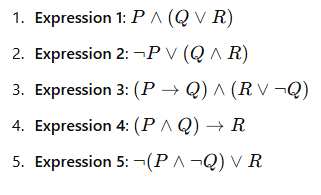 1. Expression 1: P ∧ (Q ∨ R)
2. Expression 2: ¬P ∨ (Q ∧ R)
3. Expression 3: (P → Q) ∧ (R ∨ ¬Q)
4. Expression 4: (P ∧ Q) → R
5. Expression 5: ¬(P ∧ ¬Q) ∨ R